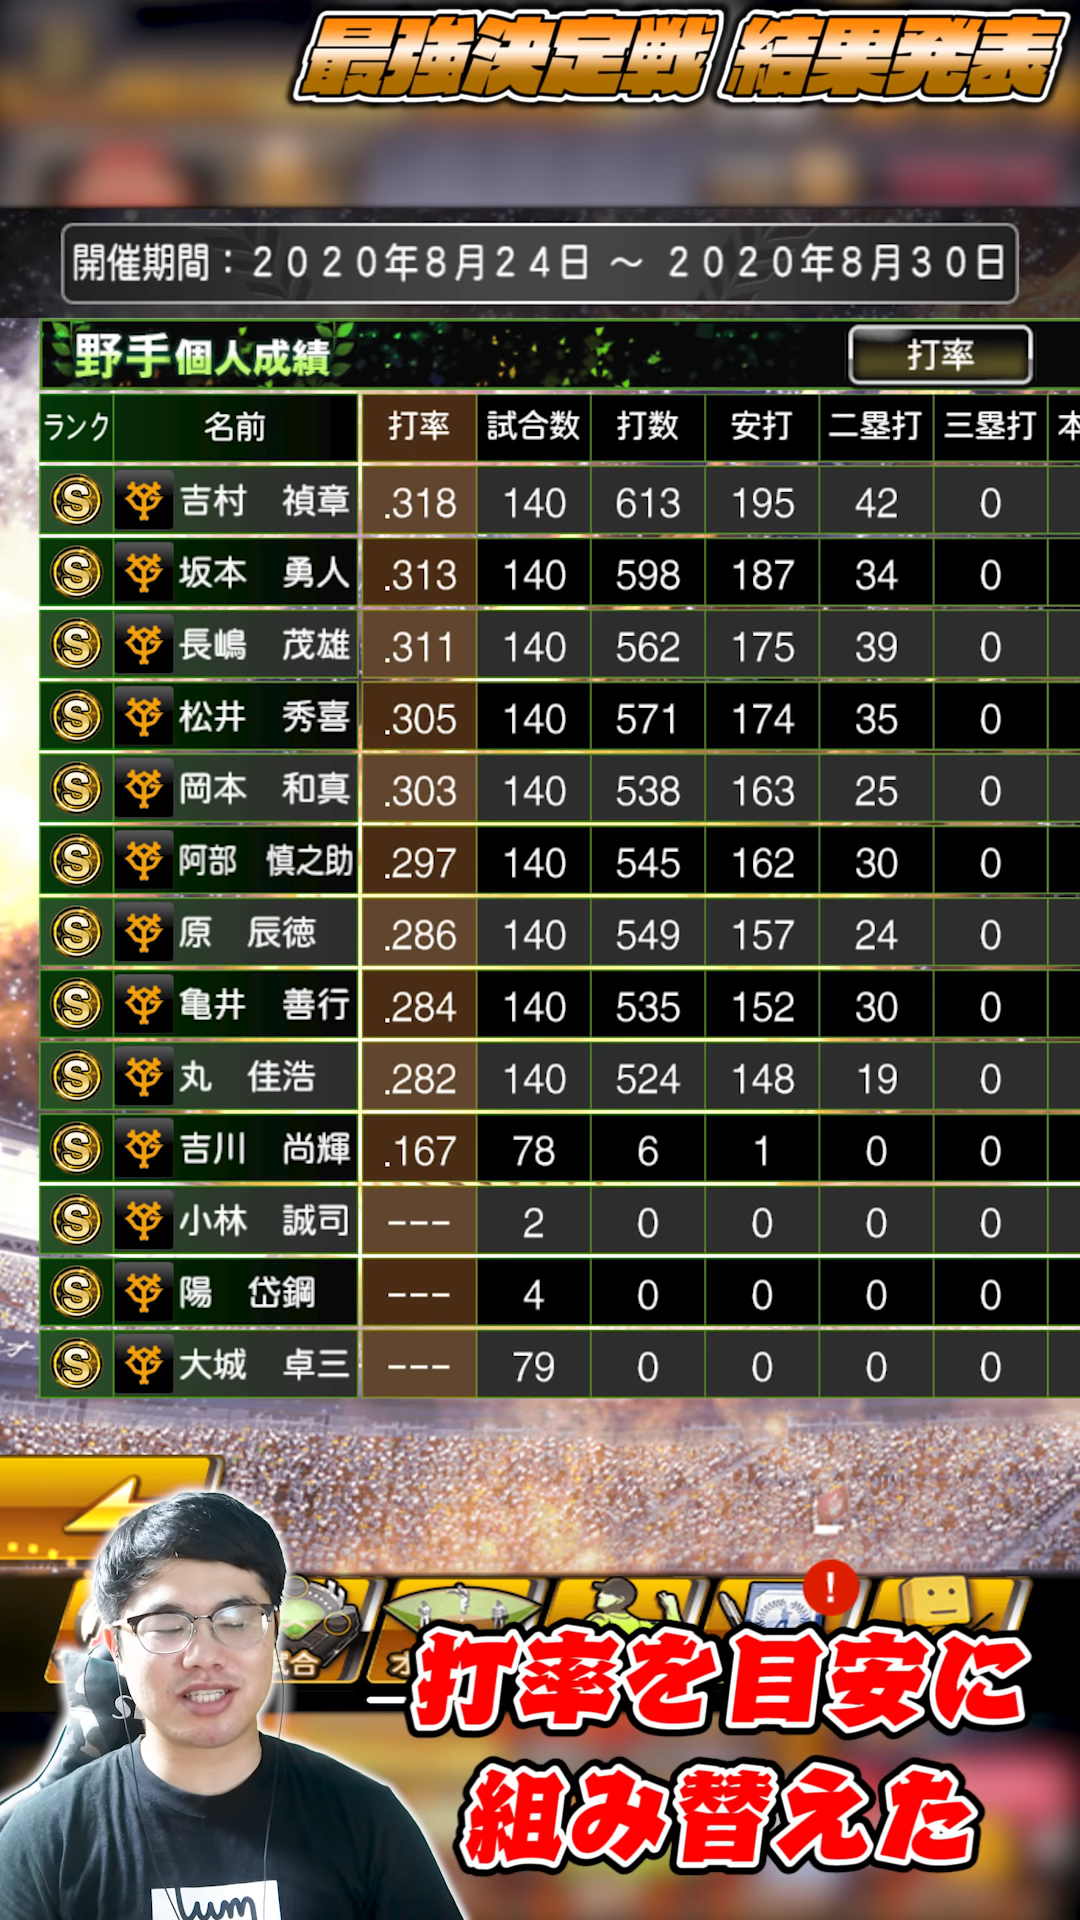 最強決定戦 結果発表
開催期間：２０２０年８月２４日 ～ ２０２０年８月３０日
野手個人成績 打率
ランク 名前 打率 試合数 打数 安打 二塁打 三塁打 本
S 吉村 禎章 .318 140 613 195 42 0
S 坂本 勇人 .313 140 598 187 34 0
S 長嶋 茂雄 .311 140 562 175 39 0
S 松井 秀喜 .305 140 571 174 35 0
S 岡本 和真 .303 140 538 163 25 0
S 阿部 慎之助 .297 140 545 162 30 0
S 原 辰徳 .286 140 549 157 24 0
S 亀井 善行 .284 140 535 152 30 0
S 丸 佳浩 .282 140 524 148 19 0
S 吉川 尚輝 .167 78 6 1 0 0
S 小林 誠司 --- 2 0 0 0 0
S 陽 岱鋼 --- 4 0 0 0 0
S 大城 卓三 --- 79 0 0 0 0
!
合 オ
打率を目安に
組み替えた